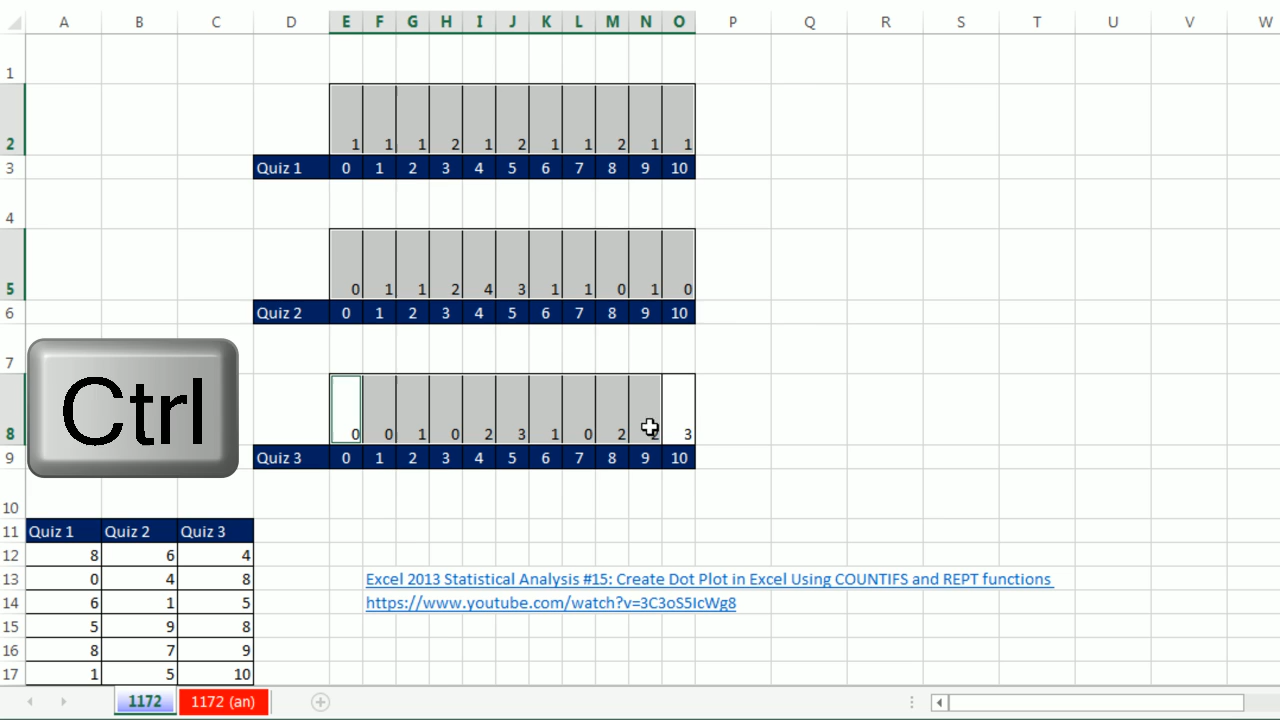 A B C D E F G H I J K L M N O P Q R S T U V W
1
2 1 1 1 2 1 2 1 1 2 1 1
3 Quiz 1 0 1 2 3 4 5 6 7 8 9 10
4
5 0 1 1 2 4 3 1 1 0 1 0
6 Quiz 2 0 1 2 3 4 5 6 7 8 9 10
7
Ctrl
8 0 0 1 0 2 3 1 0 2 2 3
9 Quiz 3 0 1 2 3 4 5 6 7 8 9 10
10
11 Quiz 1 Quiz 2 Quiz 3
12 8 6 4
13 0 4 8 Excel 2013 Statistical Analysis #15: Create Dot Plot in Excel Using COUNTIFS and REPT functions
14 6 1 5 https://www.youtube.com/watch?v=3C3oS5IcWg8
15 5 9 8
16 8 7 9
17 1 5 10
1172 1172 (an)